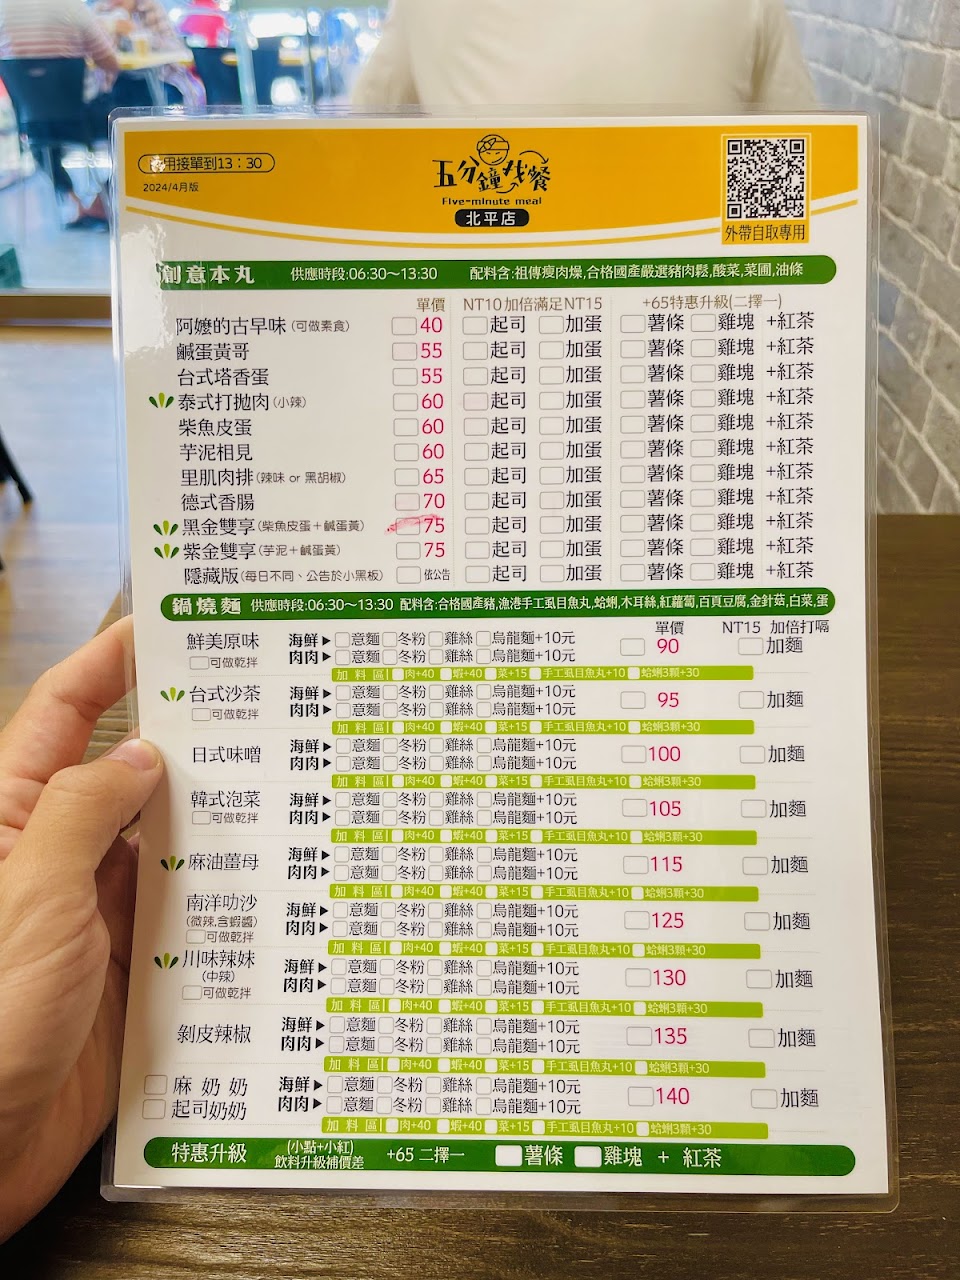 用接單到13：30
2024/4月版
五分鐘找餐
Five-minute meal
北平店
外帶自取專用
創意本丸 供應時段:06:30~13:30 配料含:祖傳瘦肉燥,合格國產嚴選豬肉鬆,酸菜,菜圃,油條
單價 NT10 加倍滿足 NT15 +65特惠升級(二擇一)
阿嬤的古早味(可做素食) 40 起司 加蛋 薯條 雞塊 +紅茶
鹹蛋黃哥 55 起司 加蛋 薯條 雞塊 +紅茶
台式塔香蛋 55 起司 加蛋 薯條 雞塊 +紅茶
泰式打拋肉(小辣) 60 起司 加蛋 薯條 雞塊 +紅茶
柴魚皮蛋 60 起司 加蛋 薯條 雞塊 +紅茶
芋泥相見 60 起司 加蛋 薯條 雞塊 +紅茶
里肌肉排(辣味 or 黑胡椒) 65 起司 加蛋 薯條 雞塊 +紅茶
德式香腸 70 起司 加蛋 薯條 雞塊 +紅茶
黑金雙享(柴魚皮蛋＋鹹蛋黃) 75 起司 加蛋 薯條 雞塊 +紅茶
紫金雙享(芋泥＋鹹蛋黃) 75 起司 加蛋 薯條 雞塊 +紅茶
隱藏版(每日不同、公告於小黑板) 依公告 起司 加蛋 薯條 雞塊 +紅茶
鍋燒麵 供應時段:06:30~13:30 配料含:合格國產豬,漁港手工虱目魚丸,蛤蜊,木耳絲,紅蘿蔔,百頁豆腐,金針菇,白菜,蛋
單價 NT15 加倍打嗝
鮮美原味 海鮮▶ 意麵 冬粉 雞絲 烏龍麵+10元 90 加麵
可做乾拌 肉肉▶ 意麵 冬粉 雞絲 烏龍麵+10元
加料區| 肉+40 蝦+40 菜+15 手工虱目魚丸+10 蛤蜊3顆+30
台式沙茶 海鮮▶ 意麵 冬粉 雞絲 烏龍麵+10元 95 加麵
可做乾拌 肉肉▶ 意麵 冬粉 雞絲 烏龍麵+10元
加料區| 肉+40 蝦+40 菜+15 手工虱目魚丸+10 蛤蜊3顆+30
日式味噌 海鮮▶ 意麵 冬粉 雞絲 烏龍麵+10元 100 加麵
肉肉▶ 意麵 冬粉 雞絲 烏龍麵+10元
加料區| 肉+40 蝦+40 菜+15 手工虱目魚丸+10 蛤蜊3顆+30
韓式泡菜 海鮮▶ 意麵 冬粉 雞絲 烏龍麵+10元 105 加麵
可做乾拌 肉肉▶ 意麵 冬粉 雞絲 烏龍麵+10元
加料區| 肉+40 蝦+40 菜+15 手工虱目魚丸+10 蛤蜊3顆+30
麻油薑母 海鮮▶ 意麵 冬粉 雞絲 烏龍麵+10元 115 加麵
肉肉▶ 意麵 冬粉 雞絲 烏龍麵+10元
加料區| 肉+40 蝦+40 菜+15 手工虱目魚丸+10 蛤蜊3顆+30
南洋叻沙 海鮮▶ 意麵 冬粉 雞絲 烏龍麵+10元 125 加麵
(微辣,含蝦醬)
可做乾拌 肉肉▶ 意麵 冬粉 雞絲 烏龍麵+10元
加料區| 肉+40 蝦+40 菜+15 手工虱目魚丸+10 蛤蜊3顆+30
川味辣妹 海鮮▶ 意麵 冬粉 雞絲 烏龍麵+10元 130 加麵
(中辣)
可做乾拌 肉肉▶ 意麵 冬粉 雞絲 烏龍麵+10元
加料區| 肉+40 蝦+40 菜+15 手工虱目魚丸+10 蛤蜊3顆+30
剝皮辣椒 海鮮▶ 意麵 冬粉 雞絲 烏龍麵+10元 135 加麵
肉肉▶ 意麵 冬粉 雞絲 烏龍麵+10元
加料區| 肉+40 蝦+40 菜+15 手工虱目魚丸+10 蛤蜊3顆+30
麻奶奶 海鮮▶ 意麵 冬粉 雞絲 烏龍麵+10元 140 加麵
起司奶奶 肉肉▶ 意麵 冬粉 雞絲 烏龍麵+10元
加料區| 肉+40 蝦+40 菜+15 手工虱目魚丸+10 蛤蜊3顆+30
特惠升級 (小點+小紅) +65 二擇一 薯條 雞塊 + 紅茶
飲料升級補價差